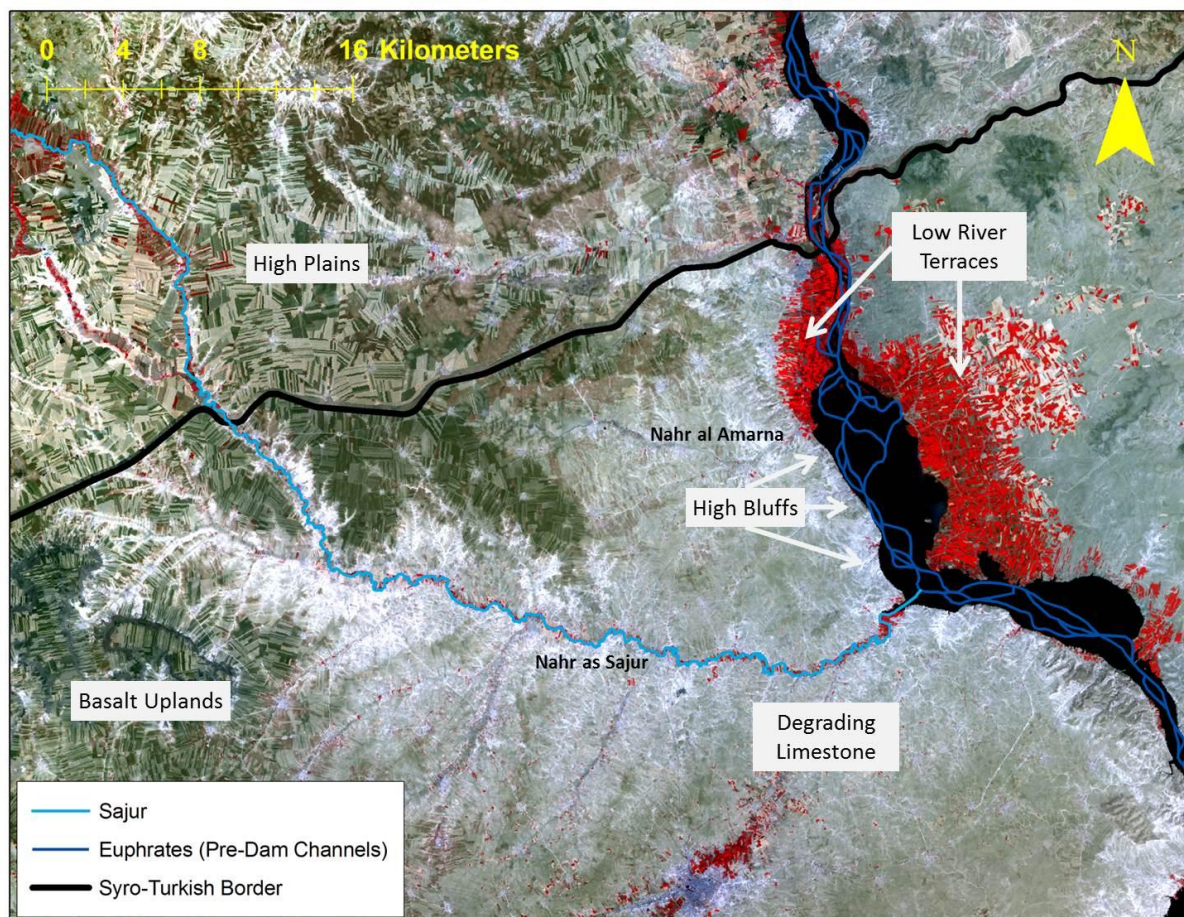 0 4 8 16 Kilometers
N
Low River
Terraces
High Plains
Nahr al Amarna
High Bluffs
Nahr as Sajur
Basalt Uplands
Degrading
Limestone
Sajur
Euphrates (Pre-Dam Channels)
Syro-Turkish Border